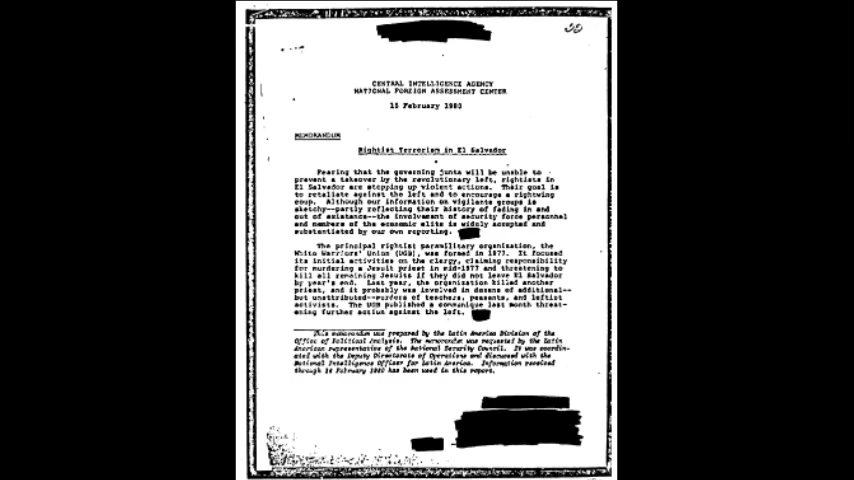 CENTRAL INTELLIGENCE AGENCY
NATIONAL FOREIGN ASSESSMENT CENTER
15 February 1980
MEMORANDUM
Rightist Terrorism in El Salvador
Fearing that the governing junta will be unable to
prevent a takeover by the revolutionary left, rightists in
El Salvador are stepping up violent actions. Their goal is
to retaliate against the left and to encourage a rightwing
coup. Although our information on vigilante groups is
sketchy--partly reflecting their history of fading in and
out of existence--the involvement of security force personnel
and members of the economic elite is widely accepted and
substantiated by our own reporting.
The principal rightist paramilitary organization, the
White Warriors' Union (UGB), was formed in 1977. It focused
its initial activities on the clergy, claiming responsibility
for murdering a Jesuit priest in mid-1977 and threatening to
kill all remaining Jesuits if they did not leave El Salvador
by year's end. Last year, the organization killed another
priest, and it probably was involved in dozens of additional--
but unattributed--murders of teachers, peasants, and leftist
activists. The UGB published a communique last month threat-
ening further action against the left.
This memorandum was prepared by the Latin America Division of the
Office of Political Analysis. The memorandum was requested by the Latin
American representative of the National Security Council. It was coordin-
ated with the Deputy Directorate of Operations and discussed with the
National Intelligence Officer for Latin America. Information received
through 14 February 1980 has been used in this report.